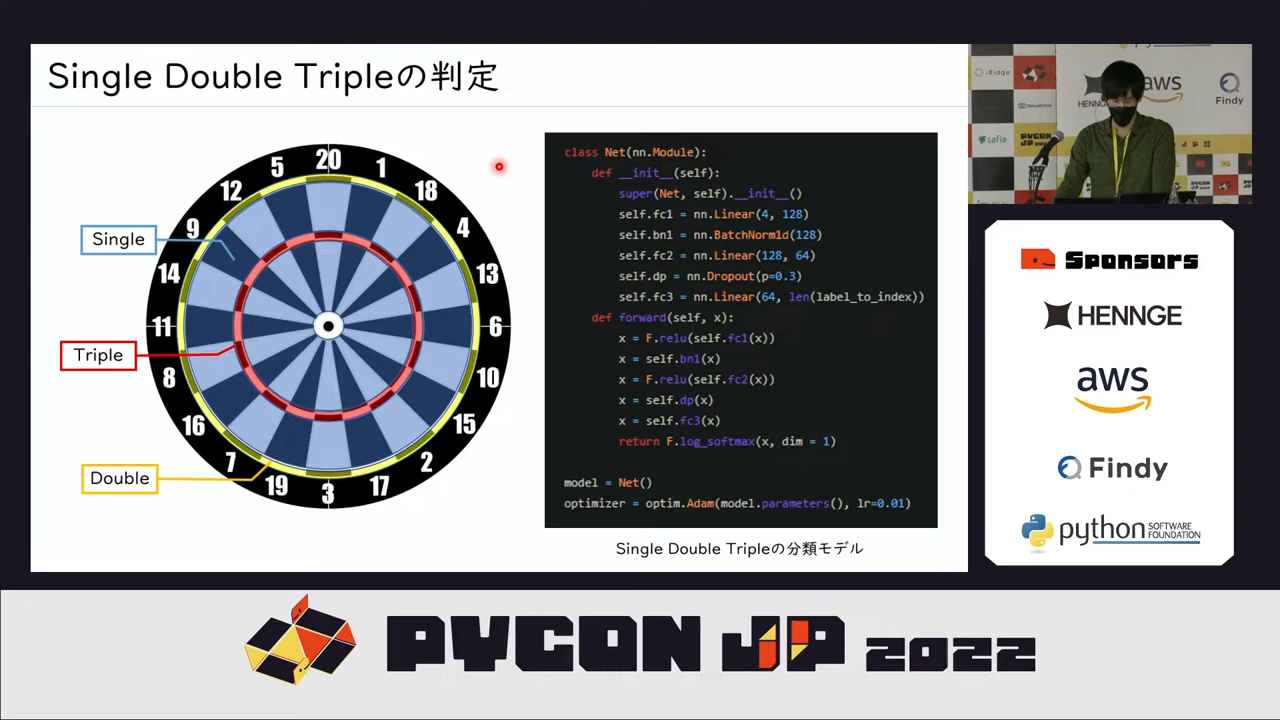 Single Double Tripleの判定
20
1
18
4
13
6
10
15
2
17
3
19
7
16
8
11
14
9
12
5
Single
Triple
Double
class Net(nn.Module):
def __init__(self):
super(Net, self).__init__()
self.fc1 = nn.Linear(4, 128)
self.bn1 = nn.BatchNorm1d(128)
self.fc2 = nn.Linear(128, 64)
self.dp = nn.Dropout(p=0.3)
self.fc3 = nn.Linear(64, len(label_to_index))
def forward(self, x):
x = F.relu(self.fc1(x))
x = self.bn1(x)
x = F.relu(self.fc2(x))
x = self.dp(x)
x = self.fc3(x)
return F.log_softmax(x, dim = 1)
model = Net()
optimizer = optim.Adam(model.parameters(), lr=0.01)
Single Double Tripleの分類モデル
iRidge
aws
HENNGE
Findy
safie
PYCON
JP 2022
Sponsors
HENNGE
aws
Findy
python SOFTWARE FOUNDATION
PYCON JP 2022